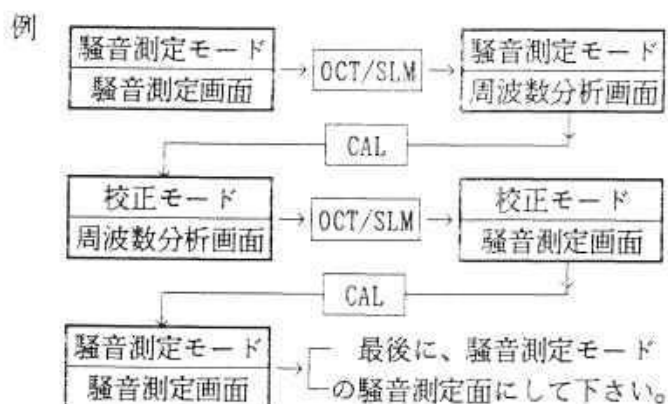 例
騒音測定モード
騒音測定画面
→ OCT/SLM →
騒音測定モード
周波数分析画面
CAL
校正モード
周波数分析画面
→ OCT/SLM →
校正モード
騒音測定画面
CAL
騒音測定モード
騒音測定画面
→
最後に、騒音測定モード
の騒音測定面にして下さい。